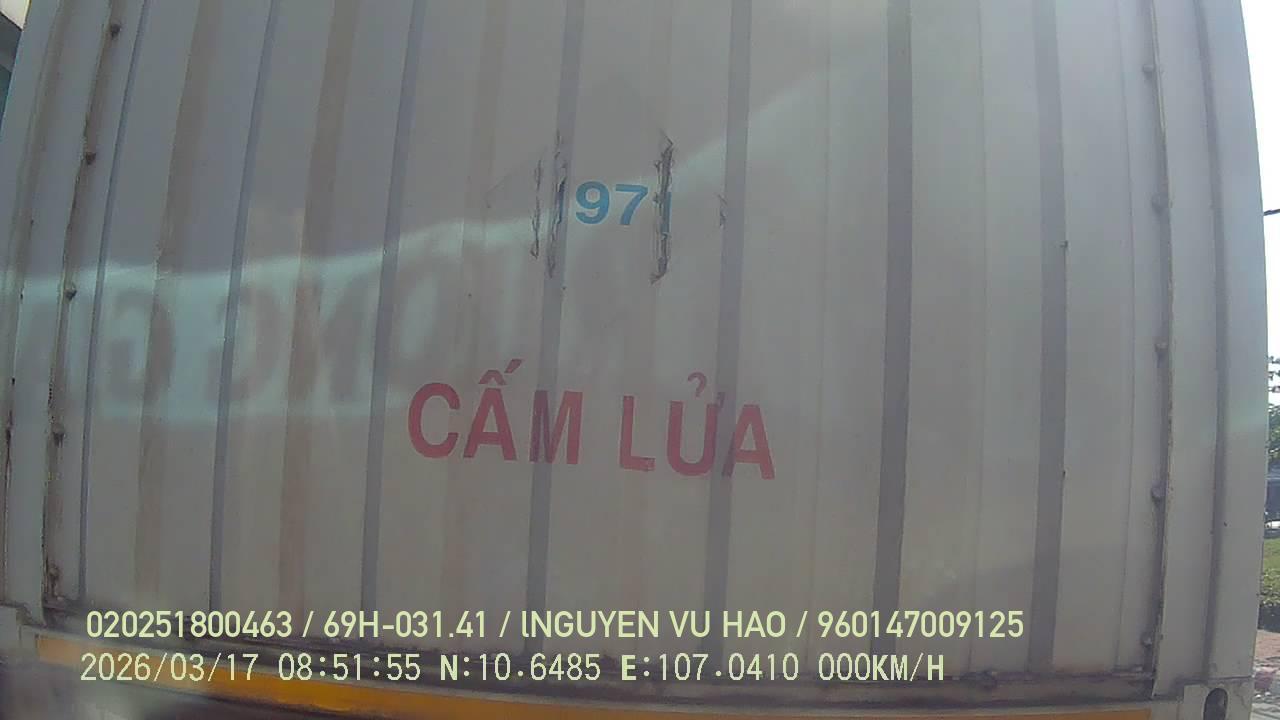 1971
CẤM LỬA
020251800463 / 69H-031.41 / lNGUYEN VU HAO / 960147009125
2026/03/17 08:51:55 N:10.6485 E:107.0410 000KM/H